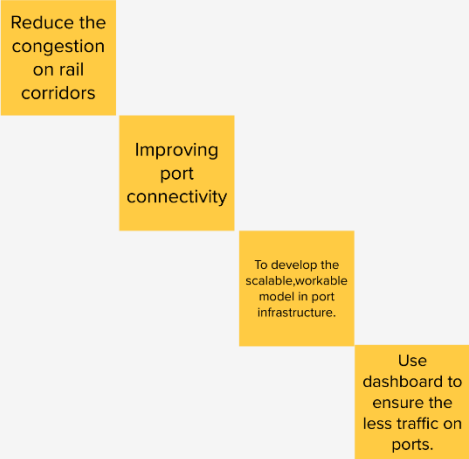 Reduce the
congestion
on rail
corridors
Improving
port
connectivity
To develop the
scalable,workable
model in port
infrastructure.
Use
dashboard to
ensure the
less traffic on
ports.